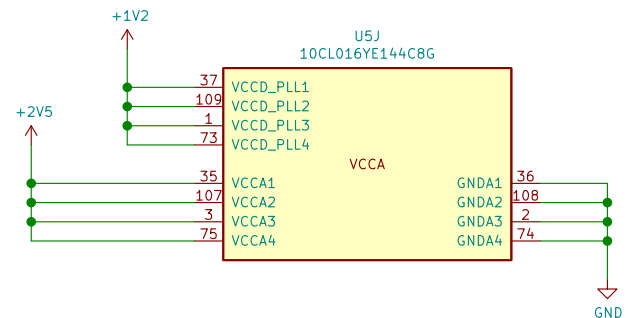 +1V2
U5J
10CL016YE144C8G
37 VCCD_PLL1
109 VCCD_PLL2
+2V5
1 VCCD_PLL3
73 VCCD_PLL4
VCCA
35 VCCA1 GNDA1 36
107 VCCA2 GNDA2 108
3 VCCA3 GNDA3 2
75 VCCA4 GNDA4 74
GND